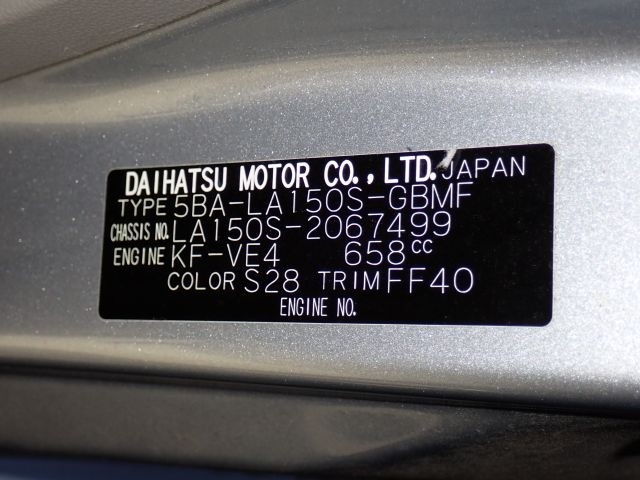 DAIHATSU MOTOR CO., LTD. JAPAN
TYPE 5BA-LA150S-GBMF
CHASSIS NO. LA150S-2067499
ENGINE KF-VE4 658cc
COLOR S28 TRIM FF40
ENGINE NO.